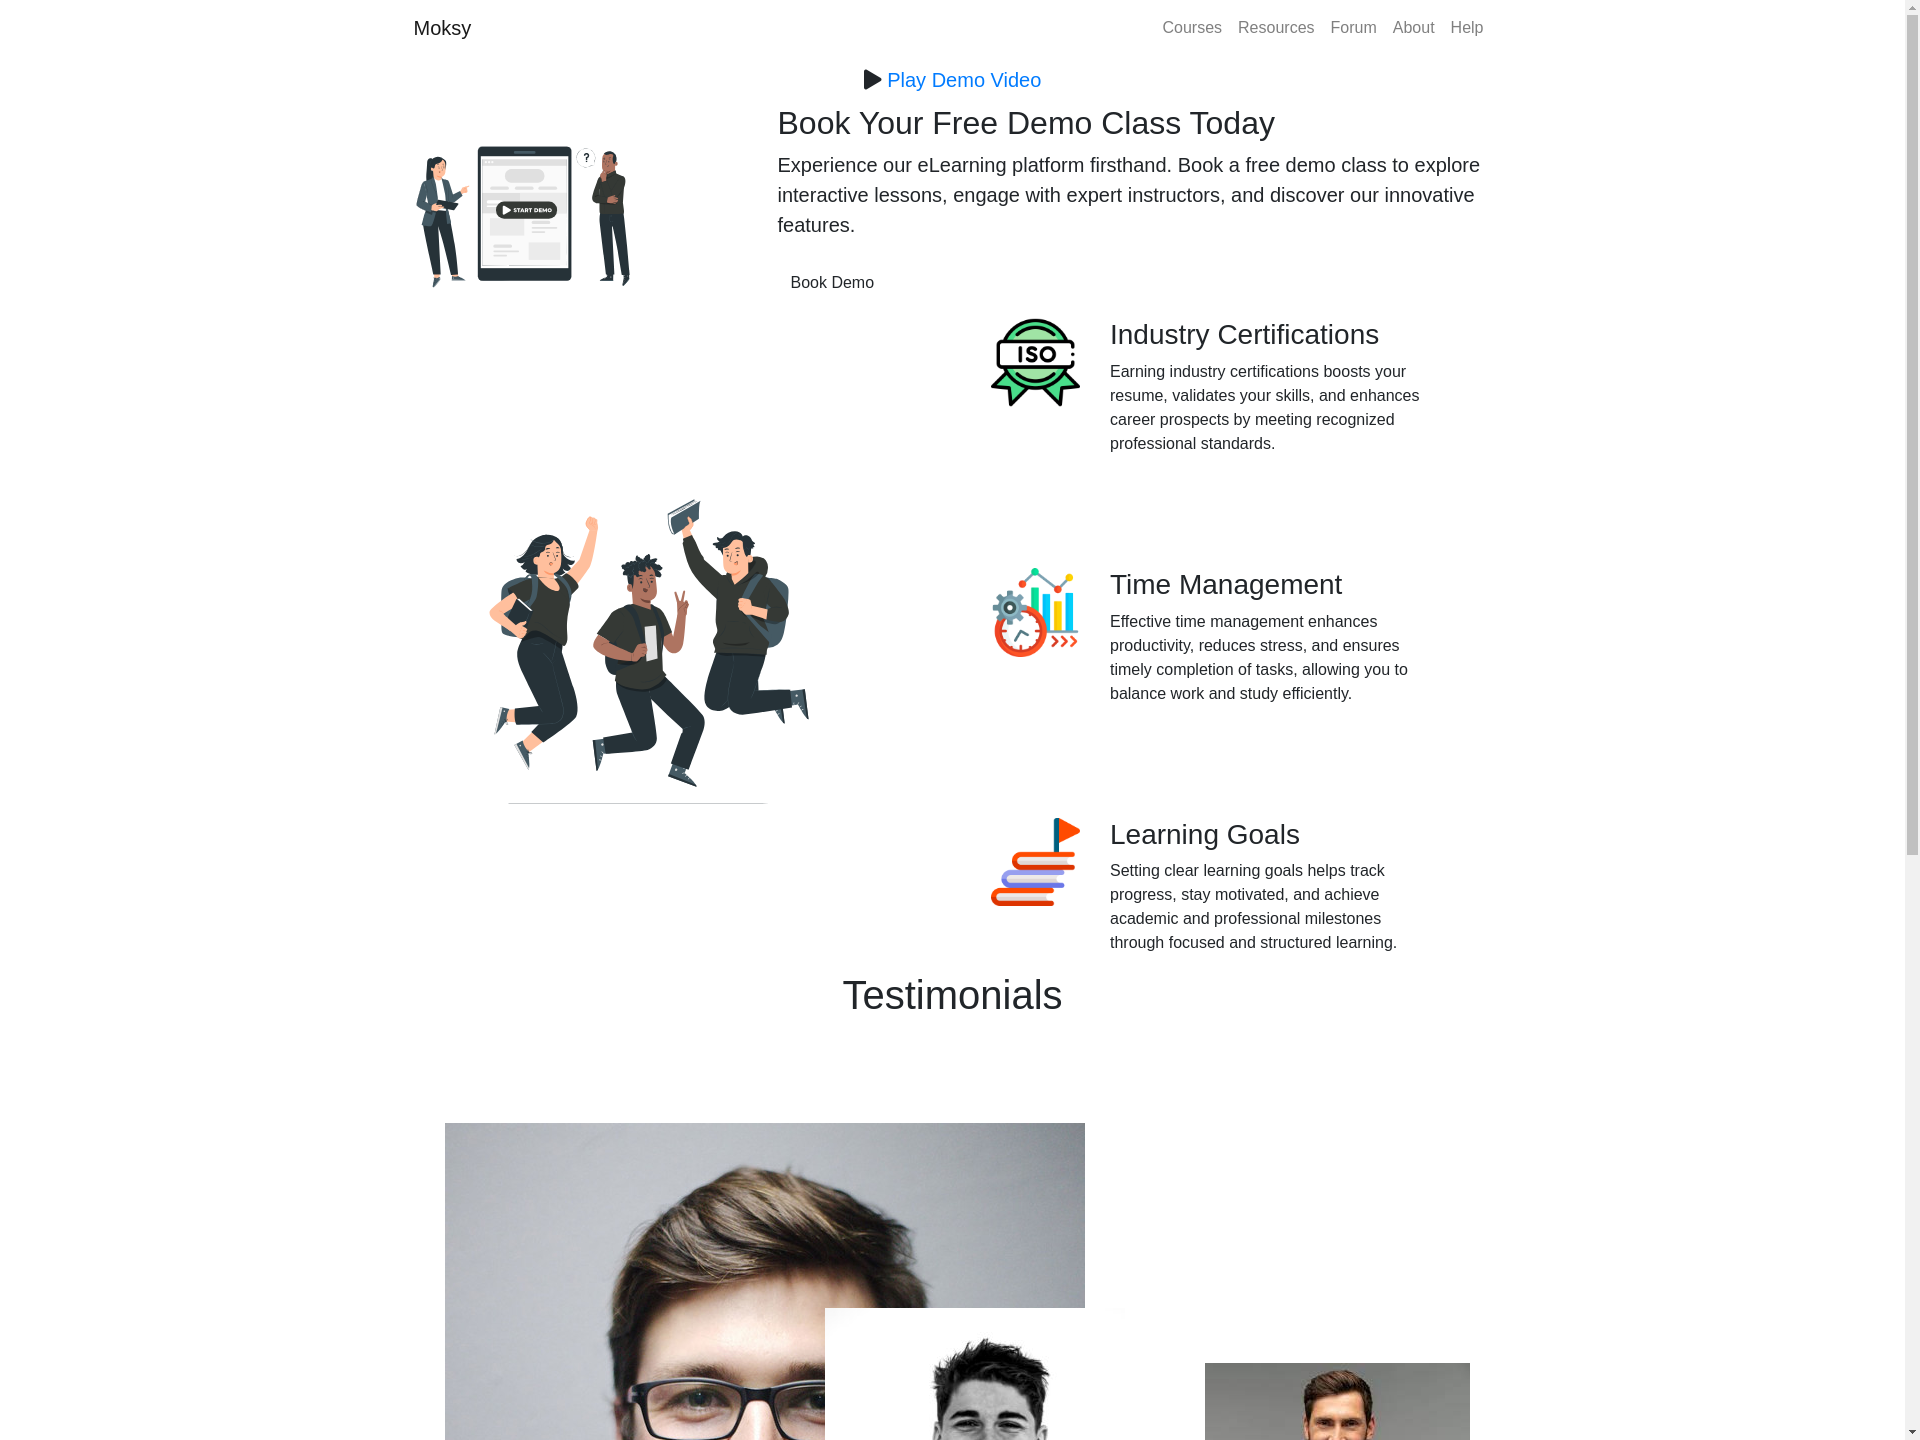 Moksy
Courses Resources Forum About Help
Play Demo Video
Book Your Free Demo Class Today
Experience our eLearning platform firsthand. Book a free demo class to explore
interactive lessons, engage with expert instructors, and discover our innovative
features.
?
START DEMO
Book Demo
ISO
Industry Certifications
Earning industry certifications boosts your
resume, validates your skills, and enhances
career prospects by meeting recognized
professional standards.
Time Management
Effective time management enhances
productivity, reduces stress, and ensures
timely completion of tasks, allowing you to
balance work and study efficiently.
Learning Goals
Setting clear learning goals helps track
progress, stay motivated, and achieve
academic and professional milestones
through focused and structured learning.
Testimonials